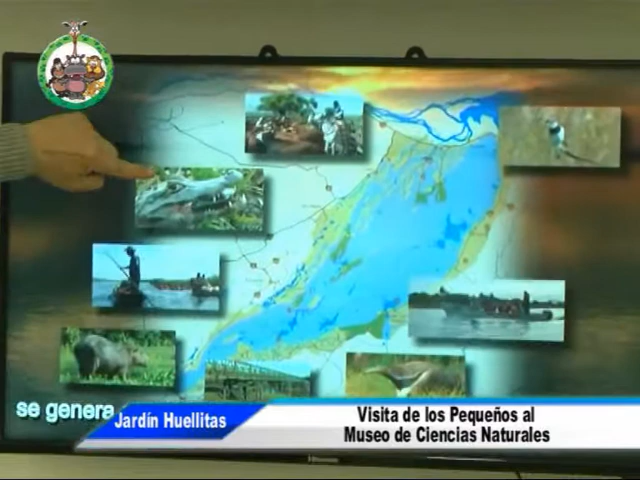 se genera
Jardín Huellitas
Visita de los Pequeños al
Museo de Ciencias Naturales